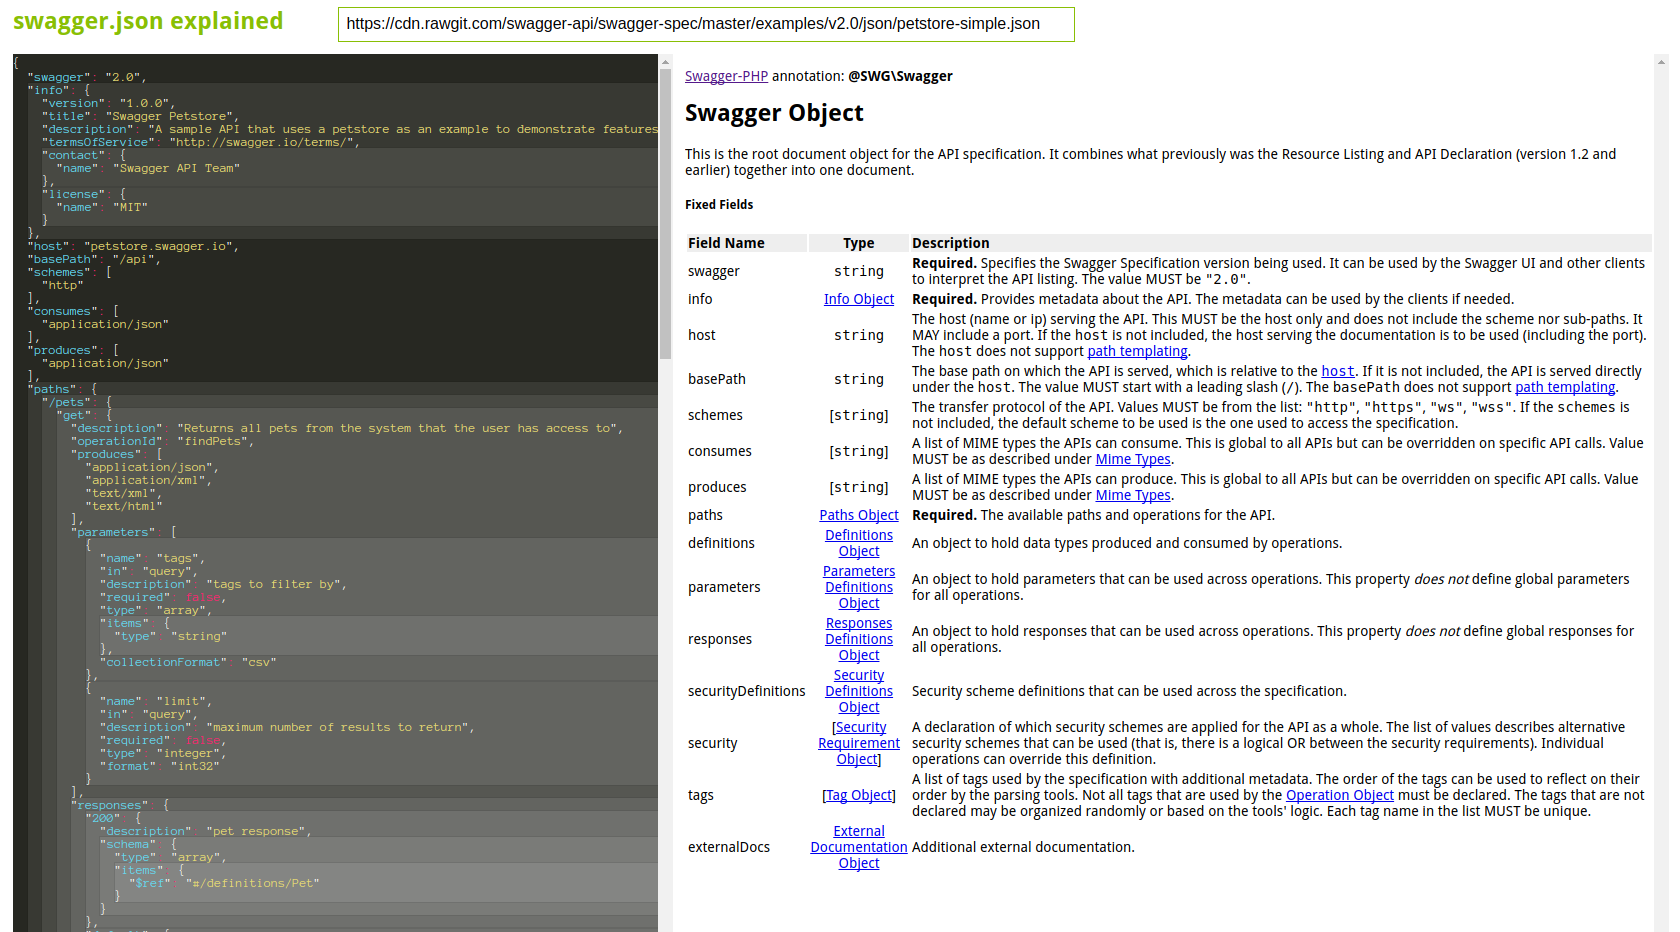 swagger.json explained
https://cdn.rawgit.com/swagger-api/swagger-spec/master/examples/v2.0/json/petstore-simple.json
{
"swagger": "2.0",
"info": {
"version": "1.0.0",
"title": "Swagger Petstore",
"description": "A sample API that uses a petstore as an example to demonstrate features
"termsOfService": "http://swagger.io/terms/",
"contact": {
"name": "Swagger API Team"
},
"license": {
"name": "MIT"
}
},
"host": "petstore.swagger.io",
"basePath": "/api",
"schemes": [
"http"
],
"consumes": [
"application/json"
],
"produces": [
"application/json"
],
"paths": {
"/pets": {
"get": {
"description": "Returns all pets from the system that the user has access to",
"operationId": "findPets",
"produces": [
"application/json",
"application/xml",
"text/xml",
"text/html"
],
"parameters": [
{
"name": "tags",
"in": "query",
"description": "tags to filter by",
"required": false,
"type": "array",
"items": {
"type": "string"
},
"collectionFormat": "csv"
},
{
"name": "limit",
"in": "query",
"description": "maximum number of results to return",
"required": false,
"type": "integer",
"format": "int32"
}
],
"responses": {
"200": {
"description": "pet response",
"schema": {
"type": "array",
"items": {
"$ref": "#/definitions/Pet"
}
}
},
Swagger-PHP annotation: @SWG\Swagger
Swagger Object
This is the root document object for the API specification. It combines what previously was the Resource Listing and API Declaration (version 1.2 and
earlier) together into one document.
Fixed Fields
Field Name Type Description
swagger string Required. Specifies the Swagger Specification version being used. It can be used by the Swagger UI and other clients
to interpret the API listing. The value MUST be "2.0".
info Info Object Required. Provides metadata about the API. The metadata can be used by the clients if needed.
host string The host (name or ip) serving the API. This MUST be the host only and does not include the scheme nor sub-paths. It
MAY include a port. If the host is not included, the host serving the documentation is to be used (including the port).
The host does not support path templating.
basePath string The base path on which the API is served, which is relative to the host. If it is not included, the API is served directly
under the host. The value MUST start with a leading slash (/). The basePath does not support path templating.
schemes [string] The transfer protocol of the API. Values MUST be from the list: "http", "https", "ws", "wss". If the schemes is
not included, the default scheme to be used is the one used to access the specification.
consumes [string] A list of MIME types the APIs can consume. This is global to all APIs but can be overridden on specific API calls. Value
MUST be as described under Mime Types.
produces [string] A list of MIME types the APIs can produce. This is global to all APIs but can be overridden on specific API calls. Value
MUST be as described under Mime Types.
paths Paths Object Required. The available paths and operations for the API.
definitions Definitions Object An object to hold data types produced and consumed by operations.
parameters Parameters Definitions Object An object to hold parameters that can be used across operations. This property does not define global parameters
for all operations.
responses Responses Definitions Object An object to hold responses that can be used across operations. This property does not define global responses for
all operations.
securityDefinitions Security Definitions Object Security scheme definitions that can be used across the specification.
security [Security Requirement Object] A declaration of which security schemes are applied for the API as a whole. The list of values describes alternative
security schemes that can be used (that is, there is a logical OR between the security requirements). Individual
operations can override this definition.
tags [Tag Object] A list of tags used by the specification with additional metadata. The order of the tags can be used to reflect on their
order by the parsing tools. Not all tags that are used by the Operation Object must be declared. The tags that are not
declared may be organized randomly or based on the tools' logic. Each tag name in the list MUST be unique.
externalDocs External Documentation Object Additional external documentation.